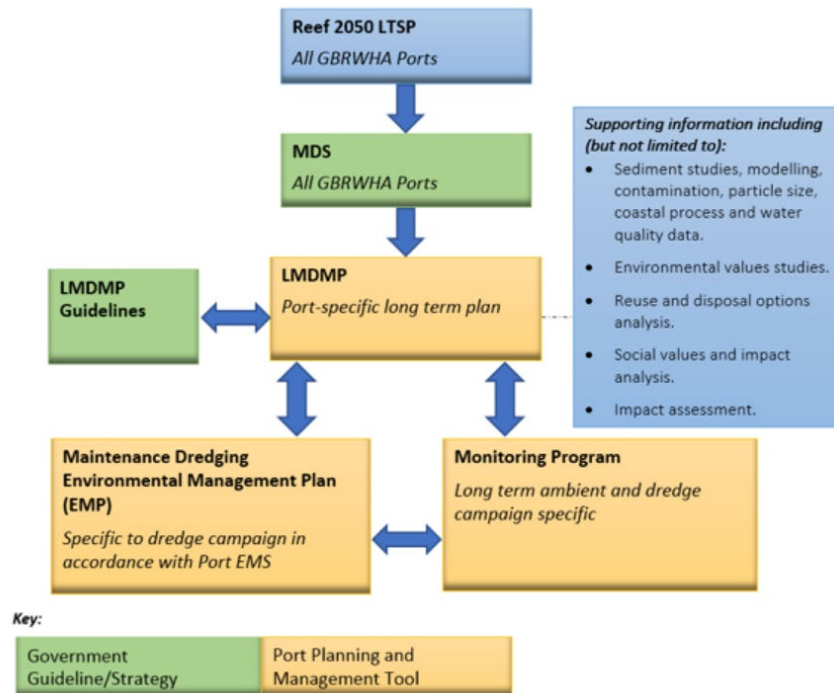 Reef 2050 LTSP
All GBRWHA Ports
MDS
All GBRWHA Ports
Supporting information including
(but not limited to):
• Sediment studies, modelling,
contamination, particle size,
coastal process and water
quality data.
• Environmental values studies.
• Reuse and disposal options
analysis.
• Social values and impact
analysis.
• Impact assessment.
LMDMP
Guidelines
LMDMP
Port-specific long term plan
Maintenance Dredging
Environmental Management Plan
(EMP)
Specific to dredge campaign in
accordance with Port EMS
Monitoring Program
Long term ambient and dredge
campaign specific
Key:
Government
Guideline/Strategy
Port Planning and
Management Tool